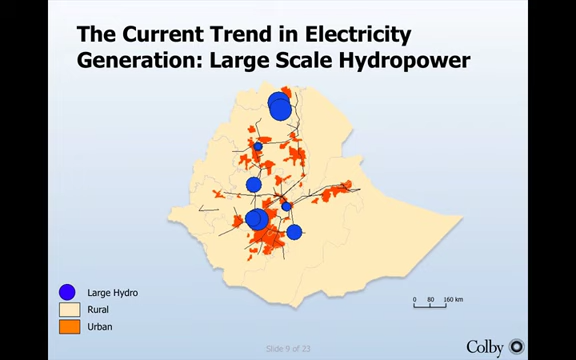 The Current Trend in Electricity
Generation: Large Scale Hydropower
Large Hydro
Rural
Urban
0 80 160 km
Slide 9 of 23
Colby